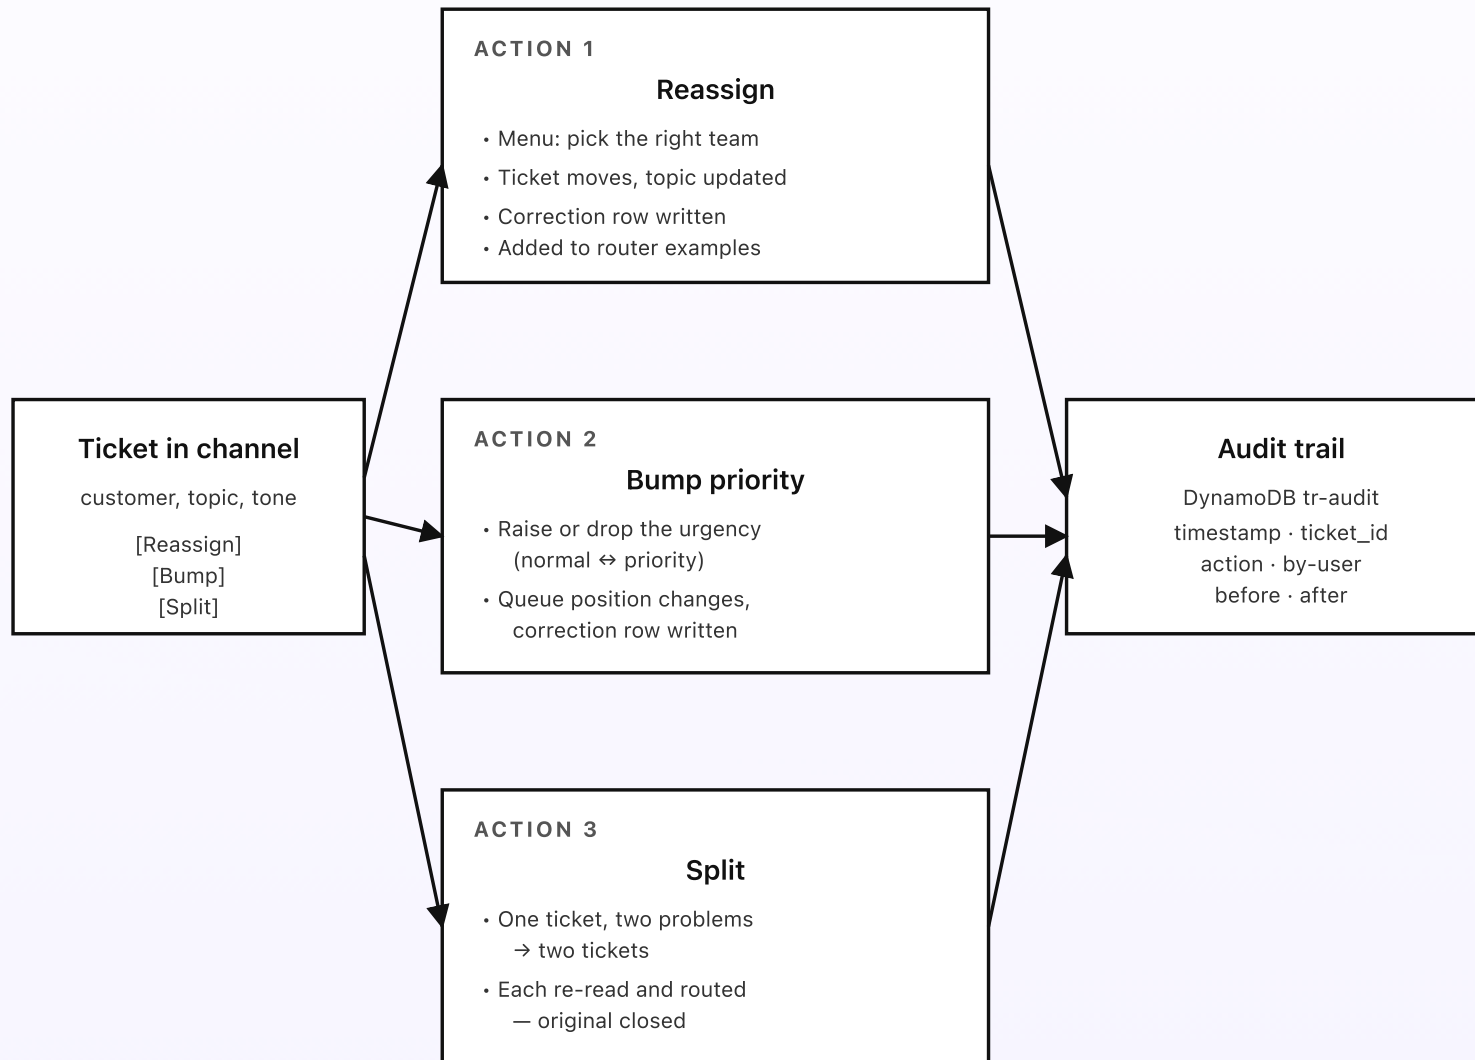 Ticket in channel
customer, topic, tone
[Reassign]
[Bump]
[Split]
ACTION 1
Reassign
• Menu: pick the right team
• Ticket moves, topic updated
• Correction row written
• Added to router examples
ACTION 2
Bump priority
• Raise or drop the urgency
(normal ↔ priority)
• Queue position changes,
correction row written
ACTION 3
Split
• One ticket, two problems
→ two tickets
• Each re-read and routed
— original closed
Audit trail
DynamoDB tr-audit
timestamp · ticket_id
action · by-user
before · after